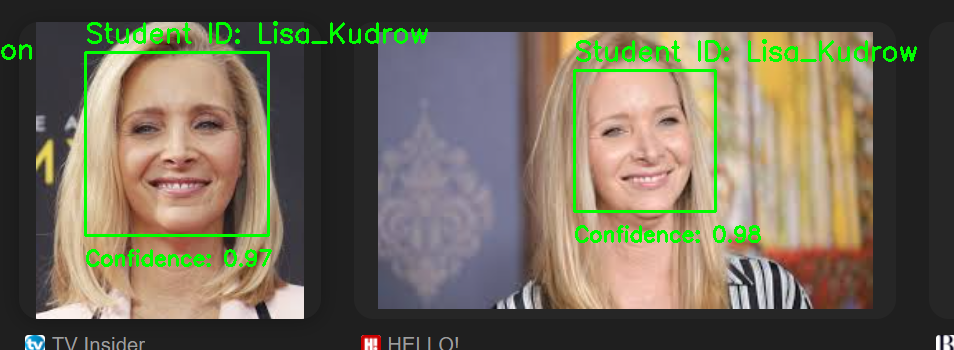 on
Student ID: Lisa_Kudrow
Student ID: Lisa_Kudrow
E A
Confidence: 0.98
Confidence: 0.97
TV Insider
HELLO!